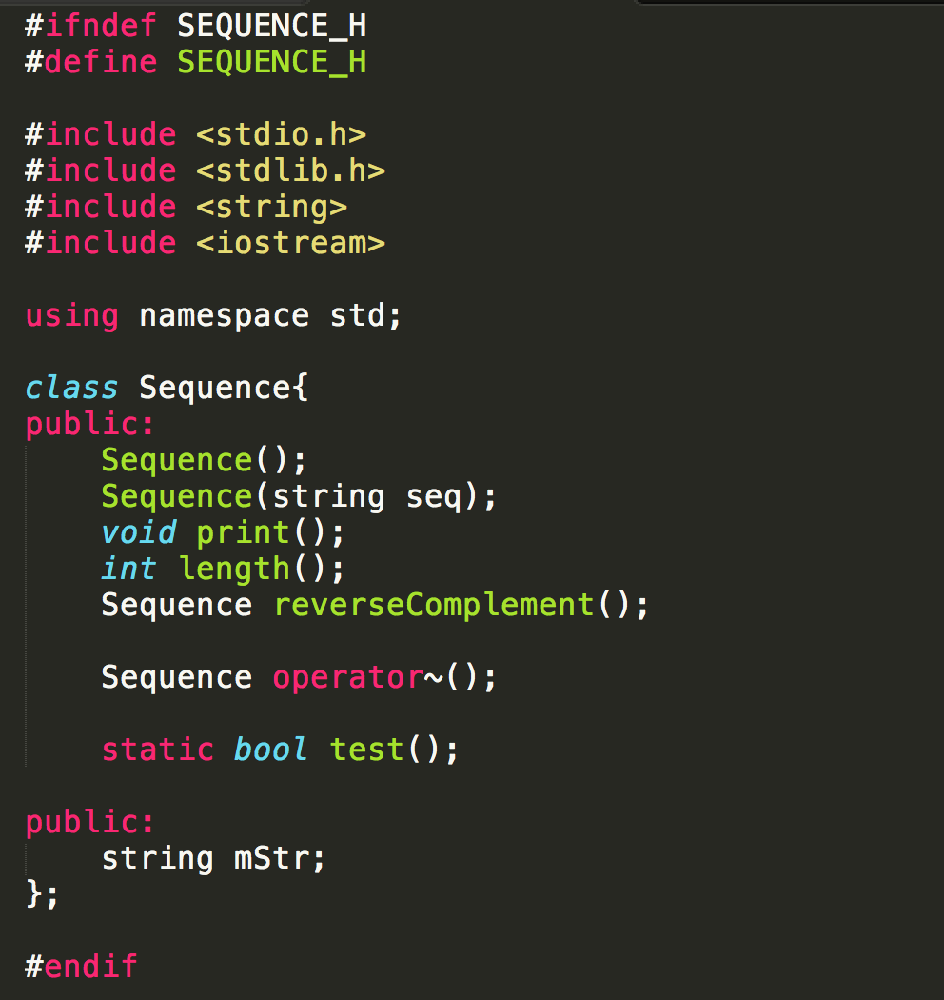 #ifndef SEQUENCE_H
#define SEQUENCE_H
#include <stdio.h>
#include <stdlib.h>
#include <string>
#include <iostream>
using namespace std;
class Sequence{
public:
    Sequence();
    Sequence(string seq);
    void print();
    int length();
    Sequence reverseComplement();
    Sequence operator~();
    static bool test();
public:
    string mStr;
};
#endif